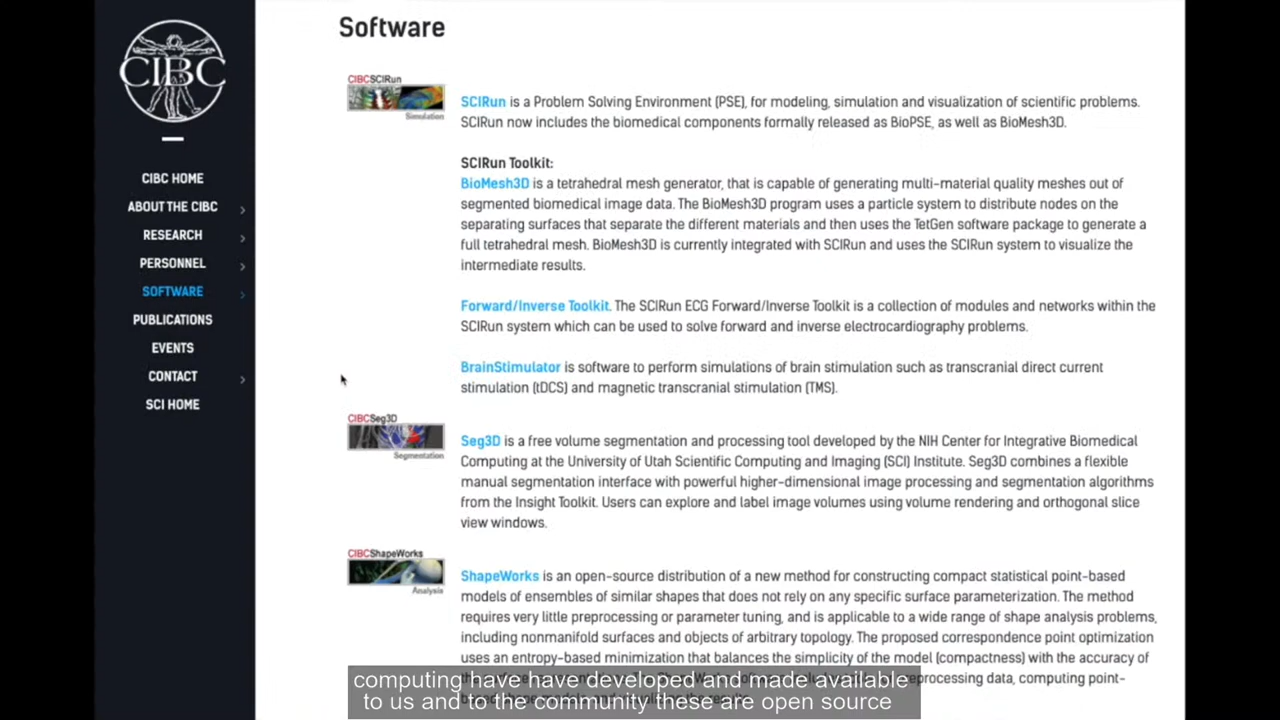 Software
CIBC
CIBC HOME
ABOUT THE CIBC
RESEARCH
PERSONNEL
SOFTWARE
PUBLICATIONS
EVENTS
CONTACT
SCI HOME
CIBCSCIRun
Simulation
SCIRun is a Problem Solving Environment (PSE), for modeling, simulation and visualization of scientific problems.
SCIRun now includes the biomedical components formally released as BioPSE, as well as BioMesh3D.
SCIRun Toolkit:
BioMesh3D is a tetrahedral mesh generator, that is capable of generating multi-material quality meshes out of
segmented biomedical image data. The BioMesh3D program uses a particle system to distribute nodes on the
separating surfaces that separate the different materials and then uses the TetGen software package to generate a
full tetrahedral mesh. BioMesh3D is currently integrated with SCIRun and uses the SCIRun system to visualize the
intermediate results.
Forward/Inverse Toolkit. The SCIRun ECG Forward/Inverse Toolkit is a collection of modules and networks within the
SCIRun system which can be used to solve forward and inverse electrocardiography problems.
BrainStimulator is software to perform simulations of brain stimulation such as transcranial direct current
stimulation (tDCS) and magnetic transcranial stimulation (TMS).
CIBCSeg3D
Segmentation
Seg3D is a free volume segmentation and processing tool developed by the NIH Center for Integrative Biomedical
Computing at the University of Utah Scientific Computing and Imaging (SCI) Institute. Seg3D combines a flexible
manual segmentation interface with powerful higher-dimensional image processing and segmentation algorithms
from the Insight Toolkit. Users can explore and label image volumes using volume rendering and orthogonal slice
view windows.
CIBCShapeWorks
Analysis
ShapeWorks is an open-source distribution of a new method for constructing compact statistical point-based
models of ensembles of similar shapes that does not rely on any specific surface parameterization. The method
requires very little preprocessing or parameter tuning, and is applicable to a wide range of shape analysis problems,
including nonmanifold surfaces and objects of arbitrary topology. The proposed correspondence point optimization
uses an entropy-based minimization that balances the simplicity of the model (compactness) with the accuracy of
preprocessing data, computing point-
computing have have developed and made available
to us and to the community these are open source